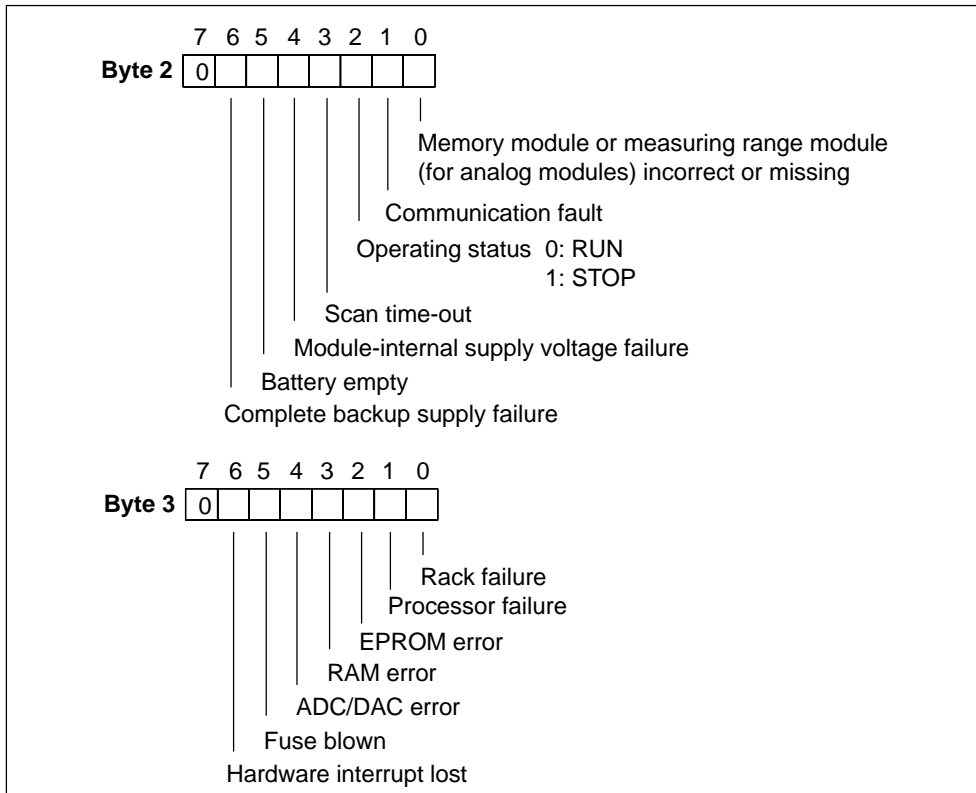 7 6 5 4 3 2 1 0
Byte 2 0
Memory module or measuring range module
(for analog modules) incorrect or missing
Communication fault
Operating status 0: RUN
1: STOP
Scan time-out
Module-internal supply voltage failure
Battery empty
Complete backup supply failure
7 6 5 4 3 2 1 0
Byte 3 0
Rack failure
Processor failure
EPROM error
RAM error
ADC/DAC error
Fuse blown
Hardware interrupt lost